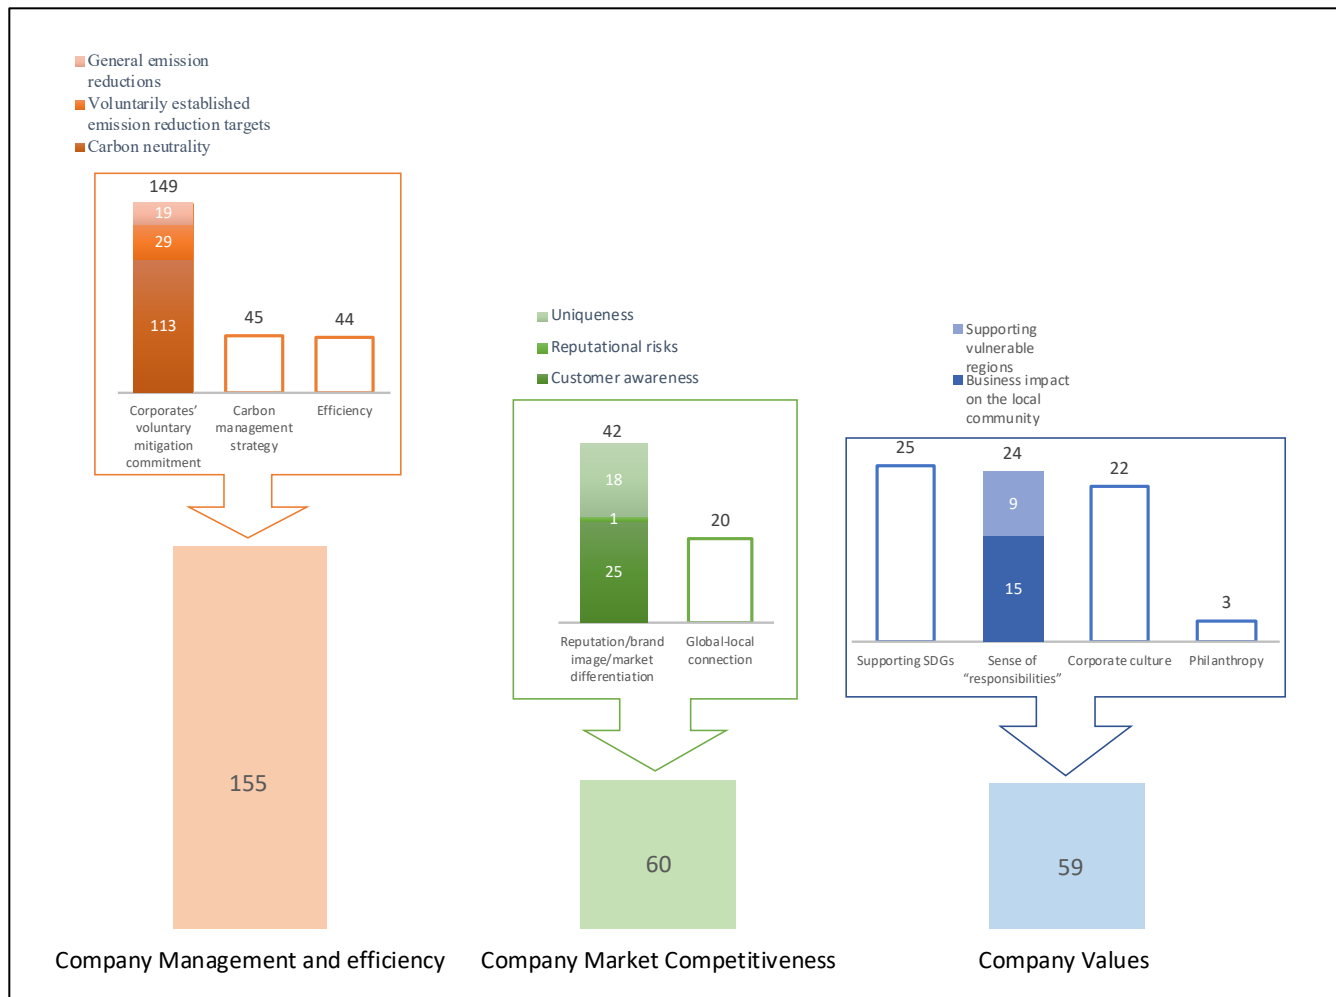 General emission
reductions
Voluntarily established
emission reduction targets
Carbon neutrality
149
19
29
113
45
44
Corporates’
voluntary
mitigation
commitment
Carbon
management
strategy
Efficiency
155
Company Management and efficiency
Uniqueness
Reputational risks
Customer awareness
42
18
1
25
20
Reputation/brand
image/market
differentiation
Global-local
connection
60
Company Market Competitiveness
Supporting
vulnerable
regions
Business impact
on the local
community
25
24
9
15
22
3
Supporting SDGs
Sense of
“responsibilities”
Corporate culture
Philanthropy
59
Company Values